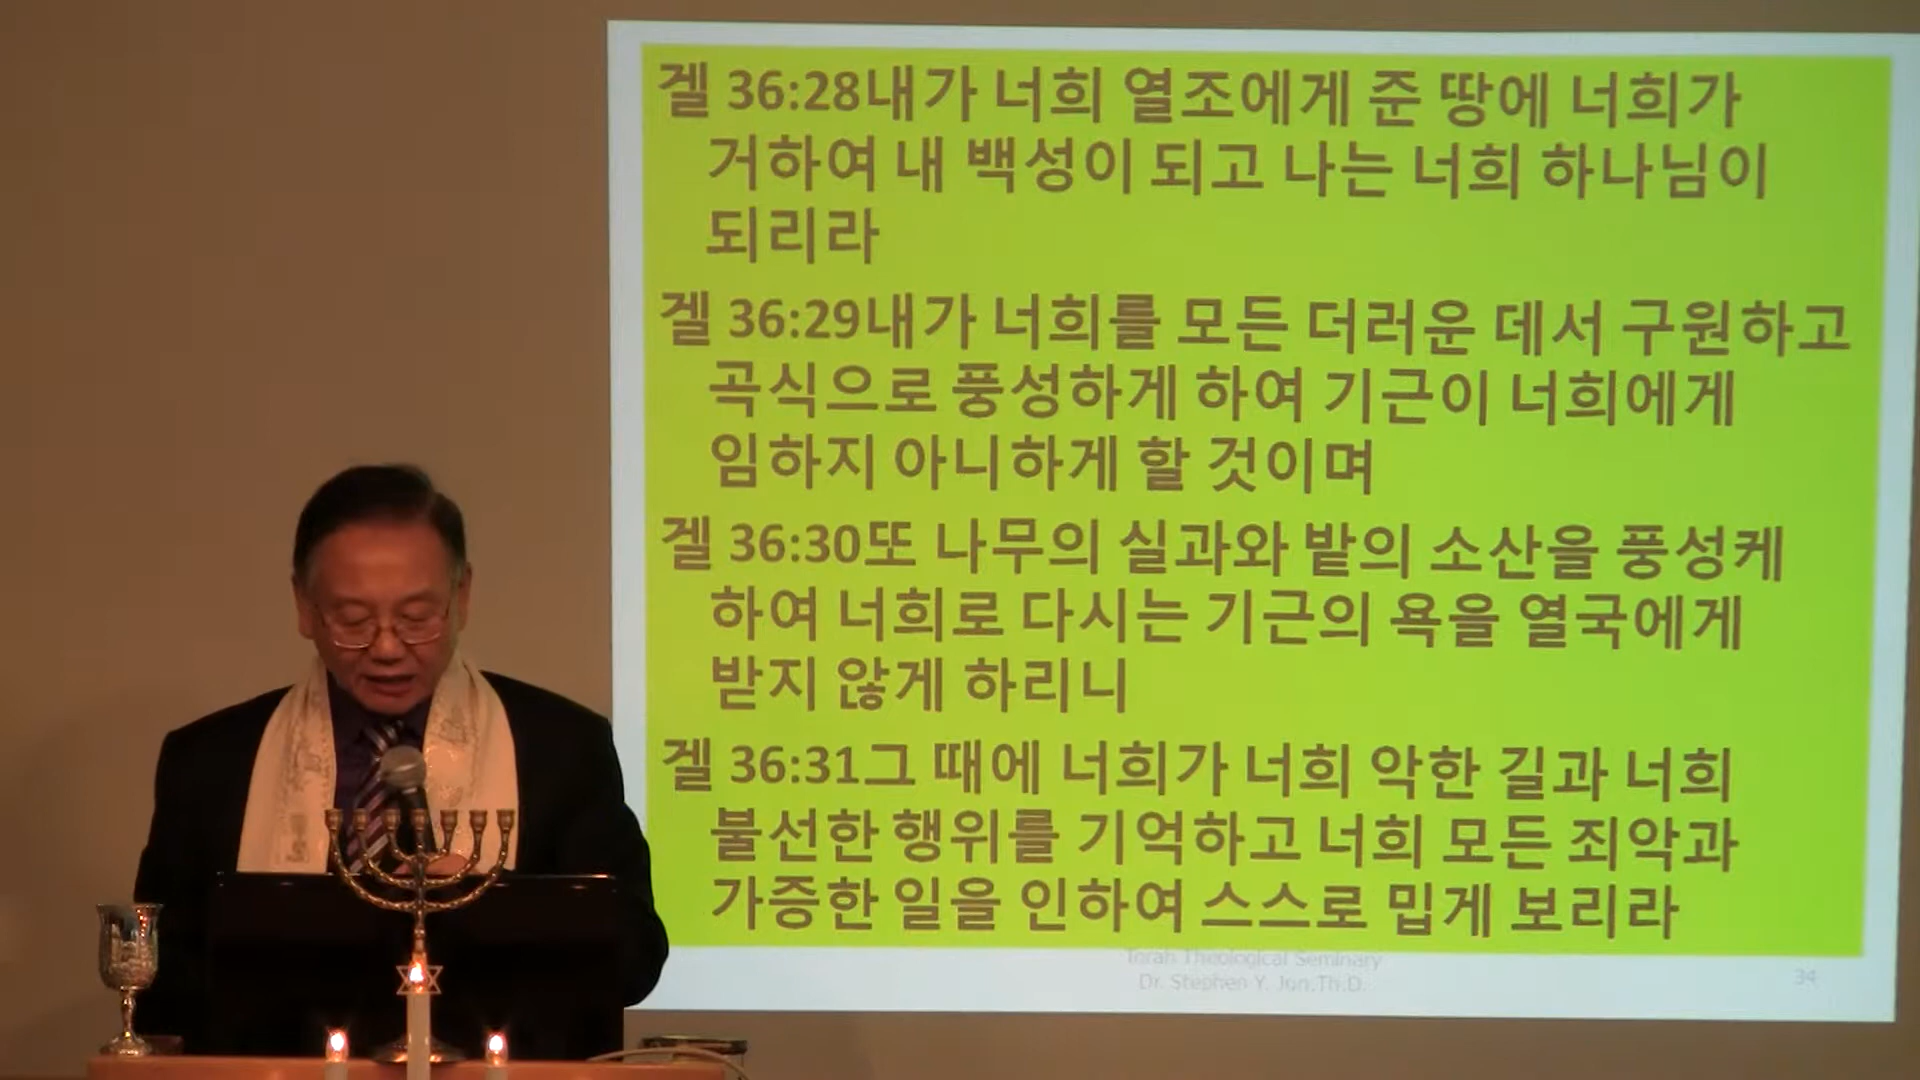 겔 36:28내가 너희 열조에게 준 땅에 너희가
거하여 내 백성이 되고 나는 너희 하나님이
되리라
겔 36:29내가 너희를 모든 더러운 데서 구원하고
곡식으로 풍성하게 하여 기근이 너희에게
임하지 아니하게 할 것이며
겔 36:30또 나무의 실과와 밭의 소산을 풍성케
하여 너희로 다시는 기근의 욕을 열국에게
받지 않게 하리니
겔 36:31그 때에 너희가 너희 악한 길과 너희
불선한 행위를 기억하고 너희 모든 죄악과
가증한 일을 인하여 스스로 밉게 보리라
Torah Theological Seminary
Dr. Stephen Y. Jun.Th.D.
34